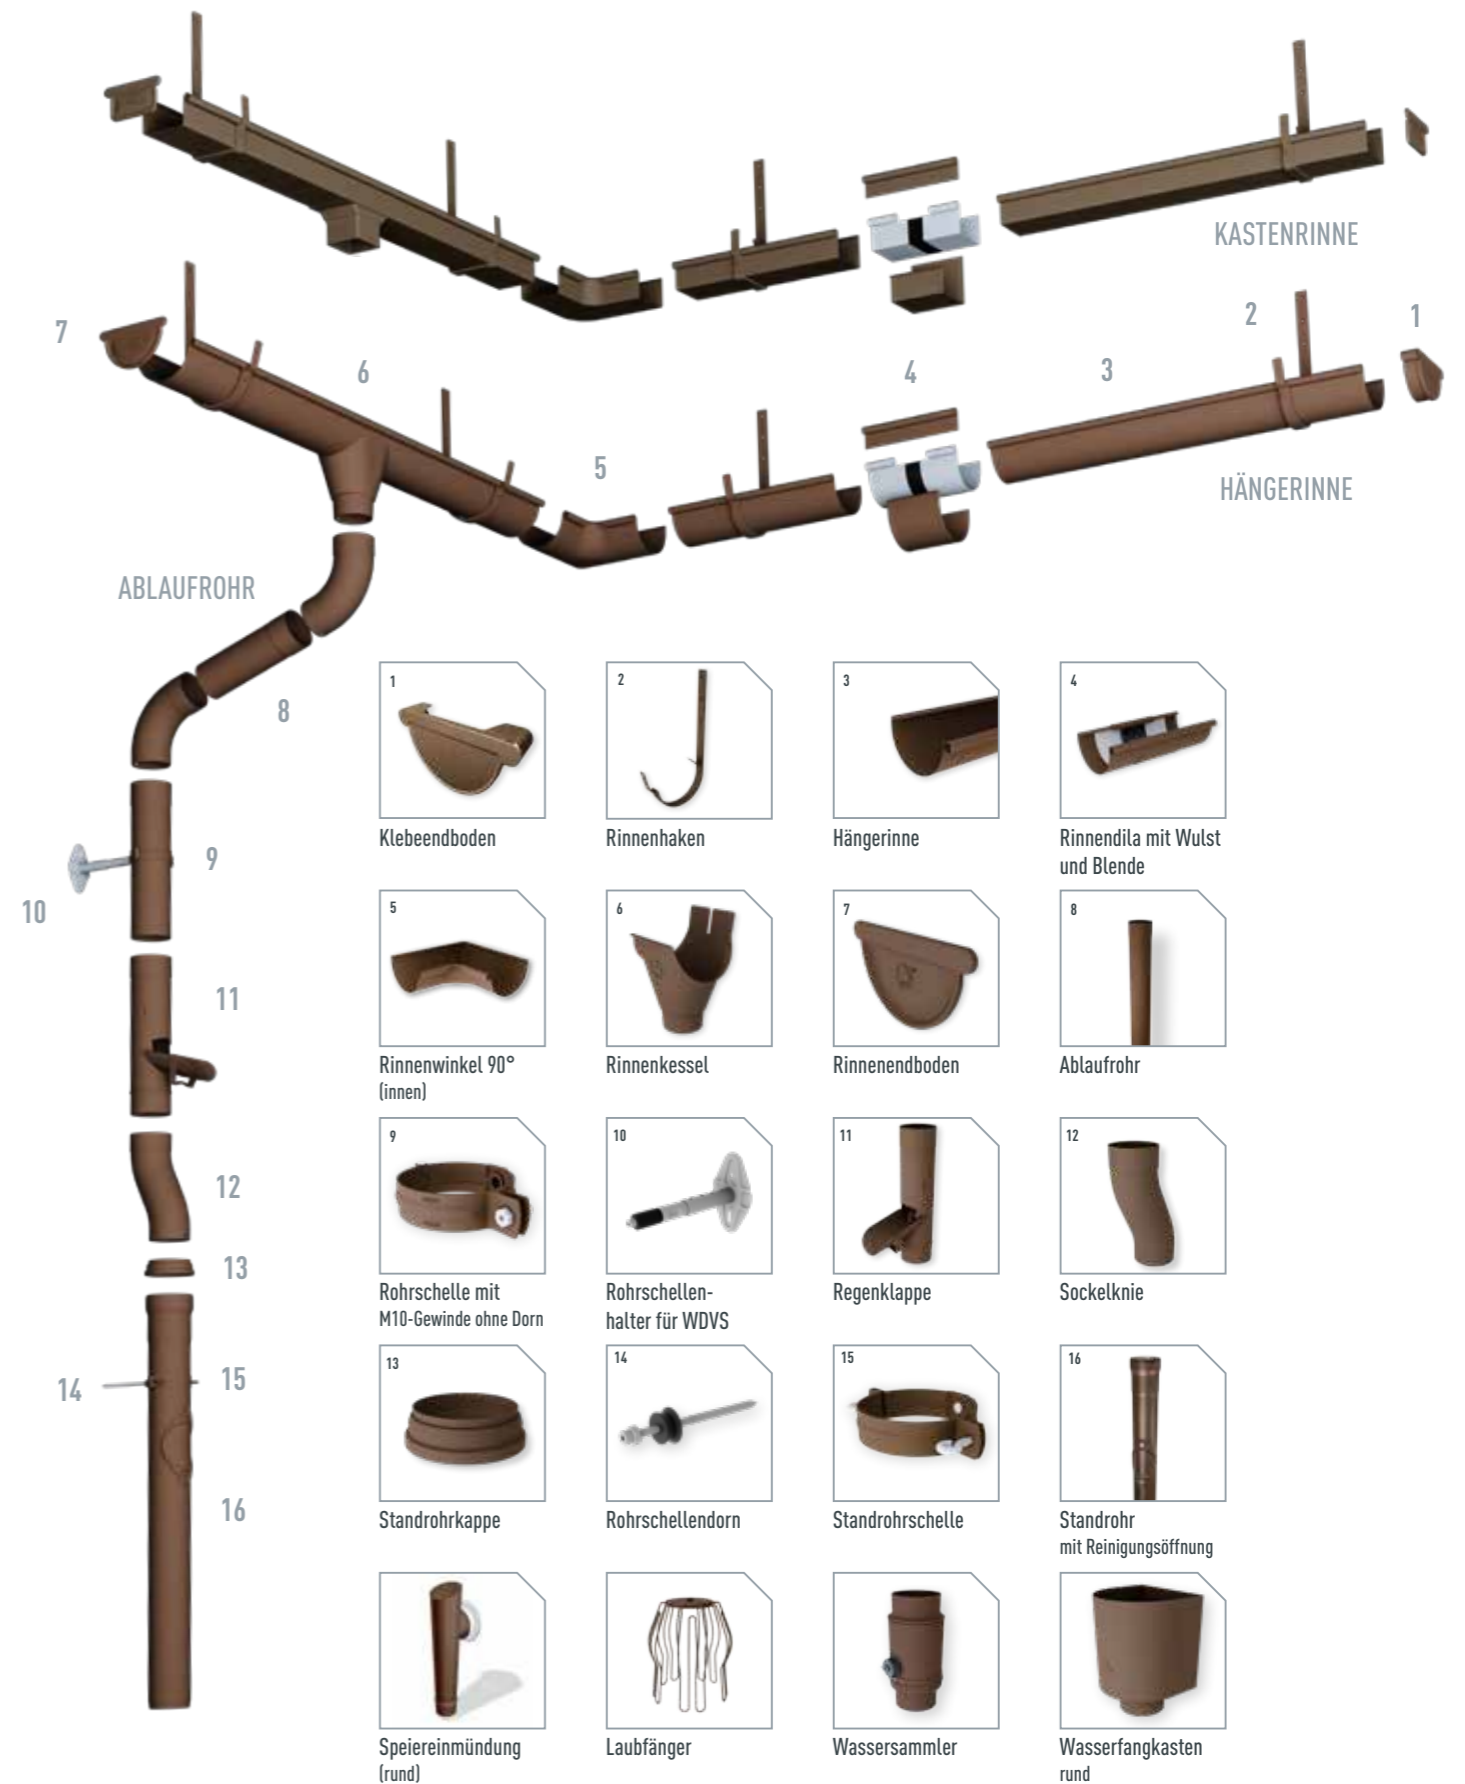 KASTENRINNE
7
6
5
4
3
2
1
HÄNGERINNE
ABLAUFROHR
8
9
10
11
12
13
14
15
16
1
Klebeendboden
2
Rinnenhaken
3
Hängerinne
4
Rinnendila mit Wulst
und Blende
5
Rinnenwinkel 90°
(innen)
6
Rinnenkessel
7
Rinnenendboden
8
Ablaufrohr
9
Rohrschelle mit
M10-Gewinde ohne Dorn
10
Rohrschellen-
halter für WDVS
11
Regenklappe
12
Sockelknie
13
Standrohrkappe
14
Rohrschellendorn
15
Standrohrschelle
16
Standrohr
mit Reinigungsöffnung
Speiereinmündung
(rund)
Laubfänger
Wassersammler
Wasserfangkasten
rund